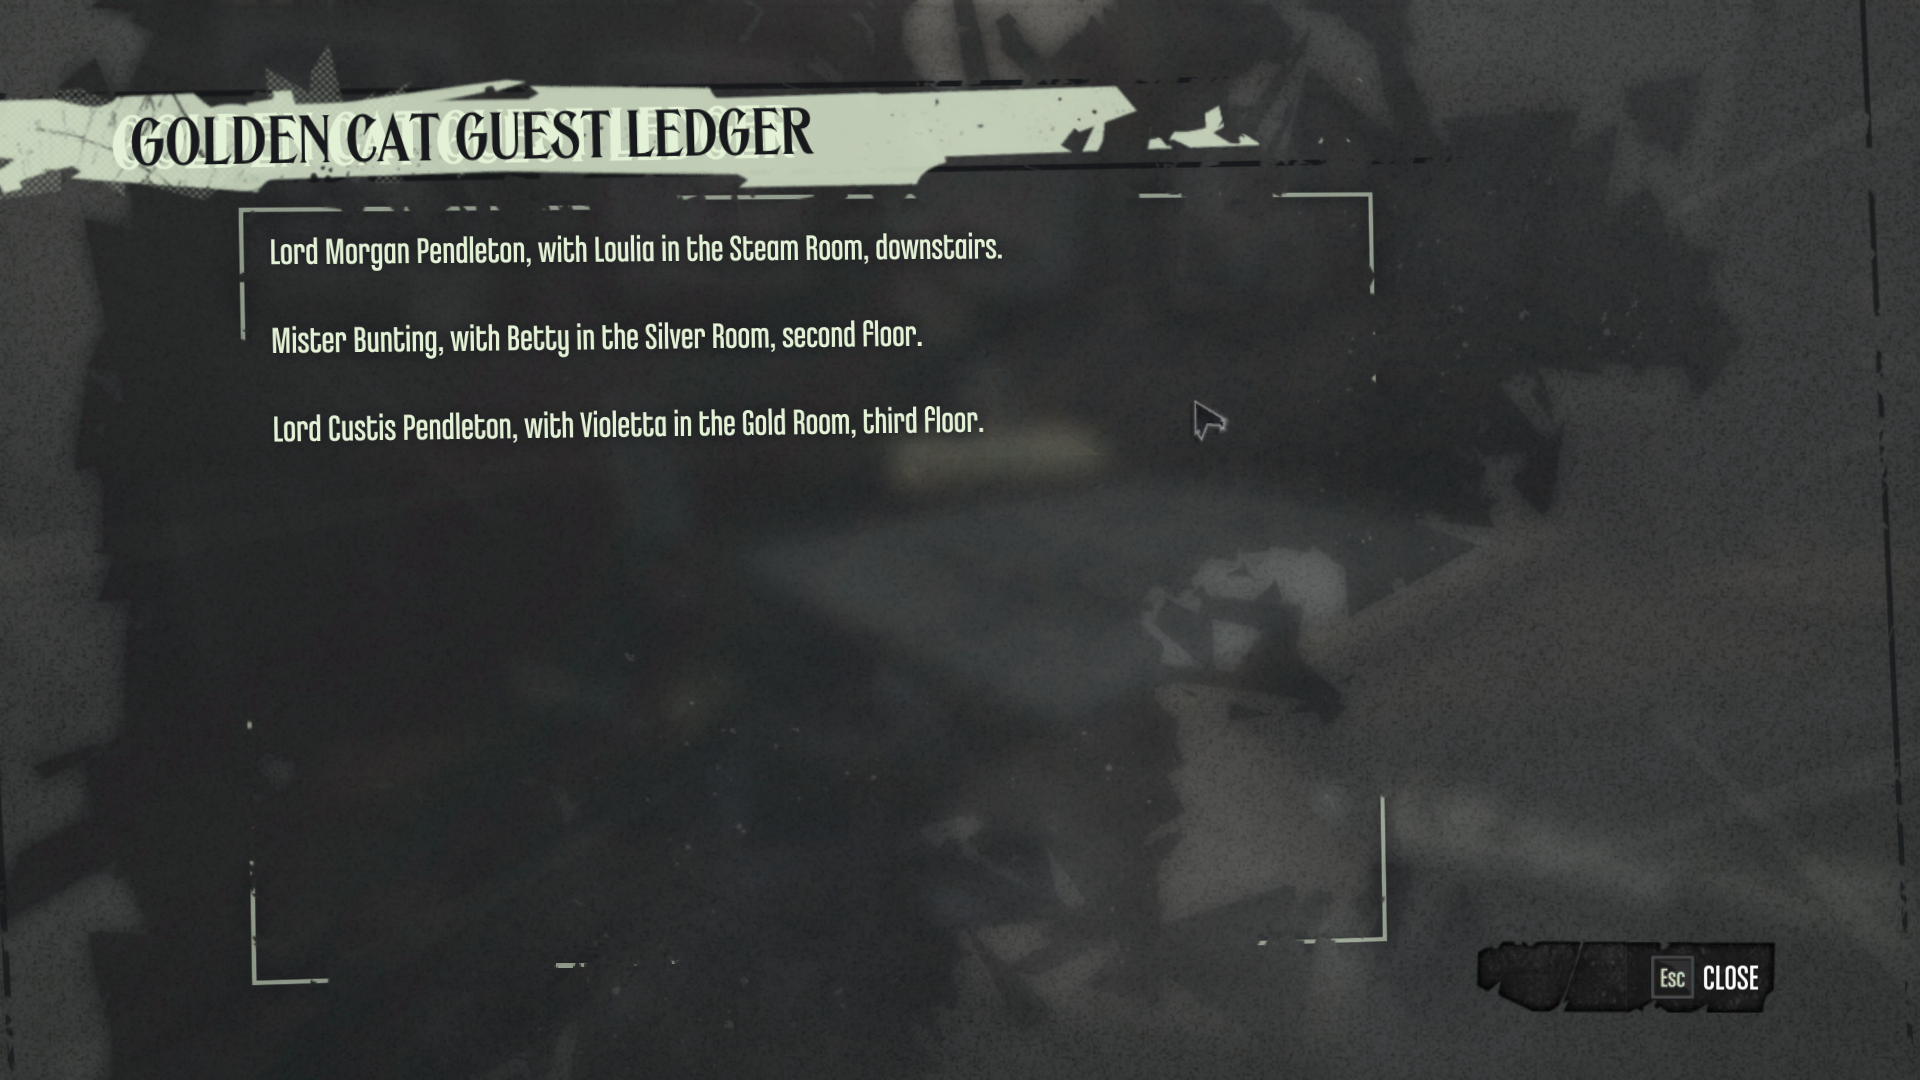 GOLDEN CAT GUEST LEDGER
Lord Morgan Pendleton, with Loulia in the Steam Room, downstairs.
Mister Bunting, with Betty in the Silver Room, second floor.
Lord Custis Pendleton, with Violetta in the Gold Room, third floor.
Esc CLOSE